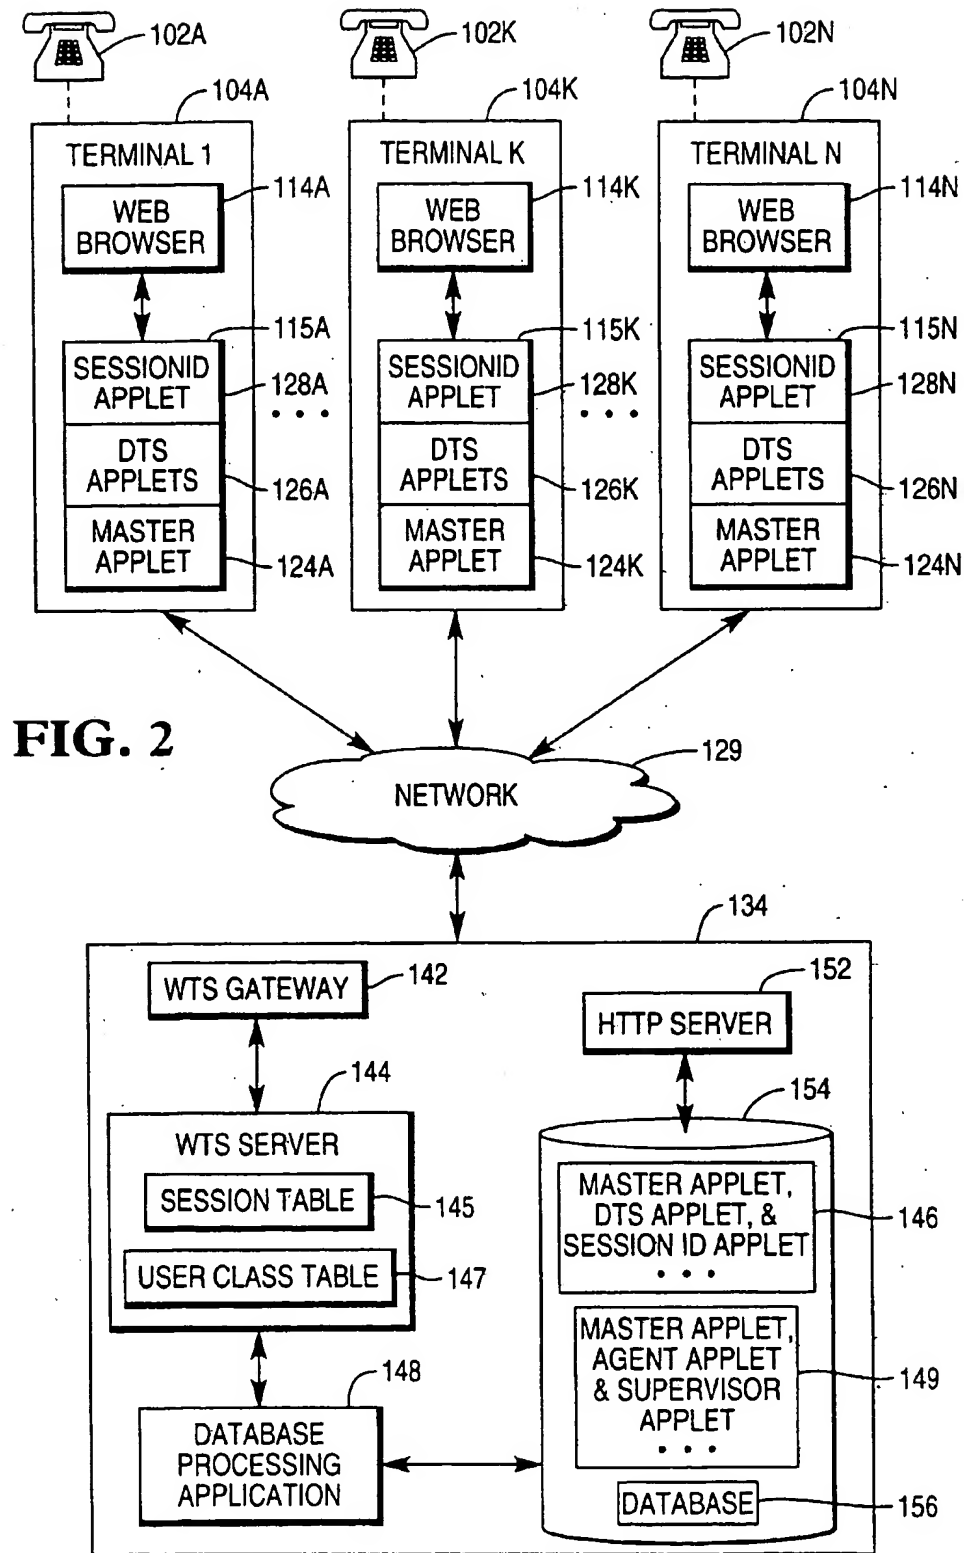 102A
102K
102N
104A
104K
104N
TERMINAL 1
TERMINAL K
TERMINAL N
114A
114K
114N
WEB
BROWSER
WEB
BROWSER
WEB
BROWSER
115A
115K
115N
SESSIONID
APPLET
SESSIONID
APPLET
SESSIONID
APPLET
128A
128K
128N
• • •
• • •
DTS
APPLETS
DTS
APPLETS
DTS
APPLETS
126A
126K
126N
MASTER
APPLET
MASTER
APPLET
MASTER
APPLET
124A
124K
124N
FIG. 2
NETWORK
129
134
WTS GATEWAY
142
HTTP SERVER
152
144
WTS SERVER
SESSION TABLE
145
USER CLASS TABLE
147
148
DATABASE
PROCESSING
APPLICATION
154
MASTER APPLET,
DTS APPLET, &
SESSION ID APPLET
• • •
146
MASTER APPLET,
AGENT APPLET
& SUPERVISOR
APPLET
• • •
149
DATABASE
156